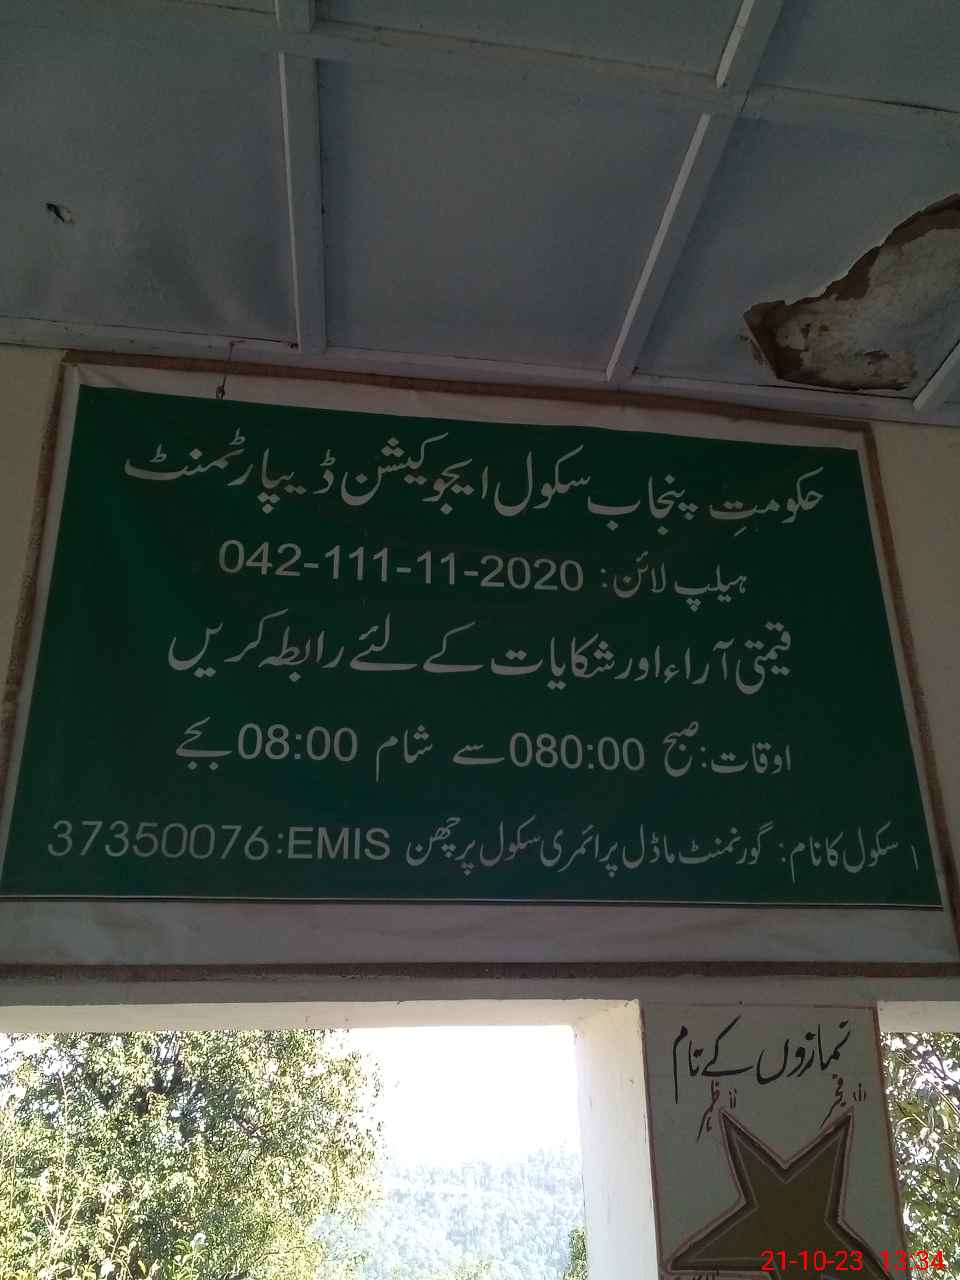 حکومتِ پنجاب سکول ایجوکیشن ڈیپارٹمنٹ
ہیلپ لائن: 042-111-11-2020
قیمتی آراء اور شکایات کے لئے رابطہ کریں
اوقات: صبح 080:00 سے شام 08:00 بجے
سکول کا نام: گورنمنٹ ماڈل پرائمری سکول پرچھن EMIS:37350076
نمازوں کے نام
(۱) فجر
ظہر
21-10-23 13:34